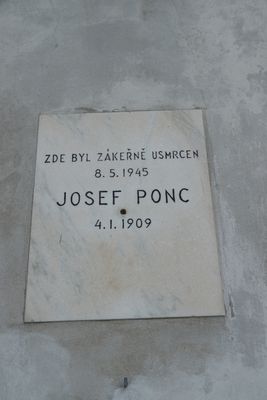 ZDE BYL ZÁKEŘNĚ USMRCEN
8.5.1945
JOSEF PONC
4.1.1909